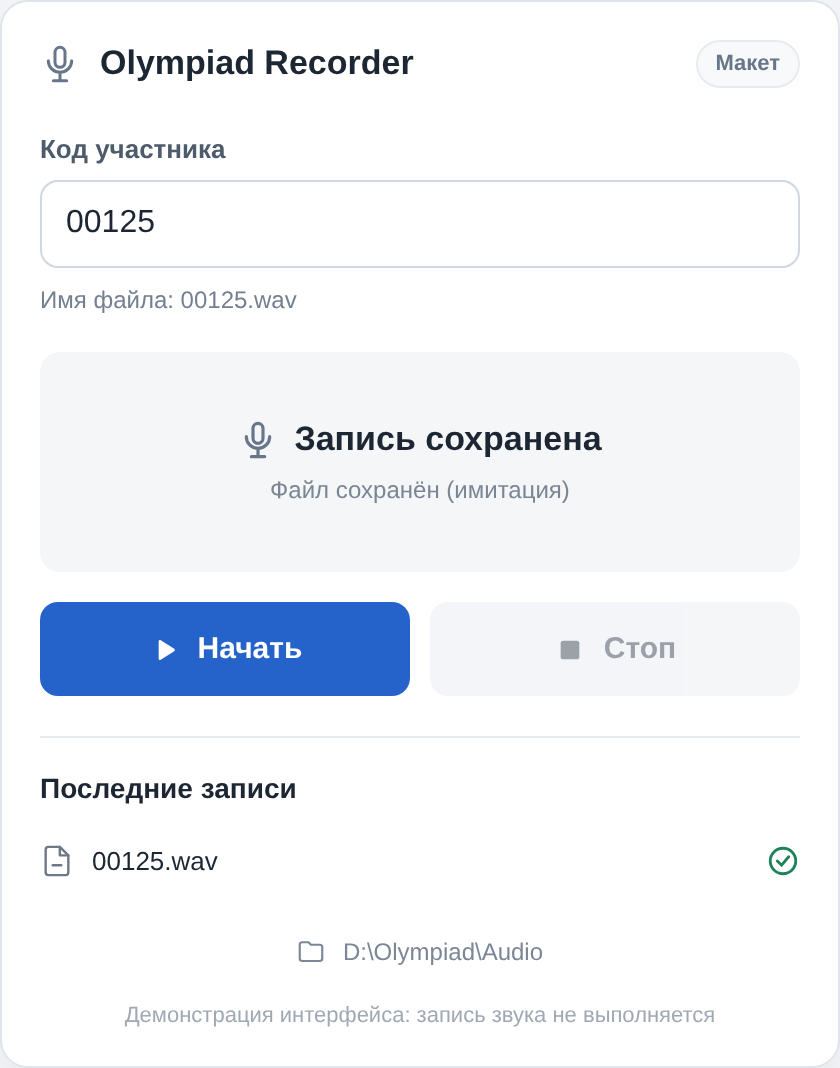 Olympiad Recorder
Макет
Код участника
00125
Имя файла: 00125.wav
Запись сохранена
Файл сохранён (имитация)
Начать
Стоп
Последние записи
00125.wav
D:\Olympiad\Audio
Демонстрация интерфейса: запись звука не выполняется